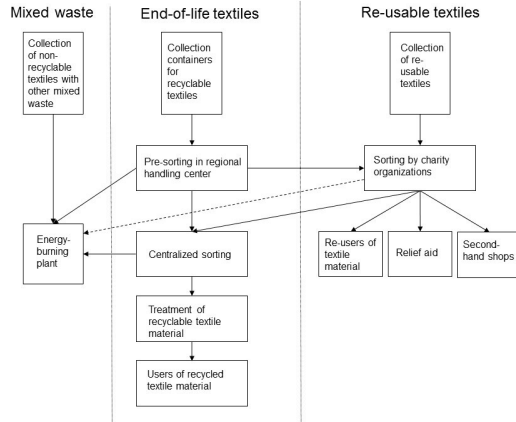 Mixed waste
End-of-life textiles
Re-usable textiles
Collection
of non-
recyclable
textiles with
other mixed
waste
Collection
containers
for
recyclable
textiles
Collection
of re-
usable
textiles
Pre-sorting in regional
handling center
Sorting by charity
organizations
Energy-
burning
plant
Centralized sorting
Re-users of
textile
material
Relief aid
Second-
hand shops
Treatment of
recyclable textile
material
Users of recycled
textile material